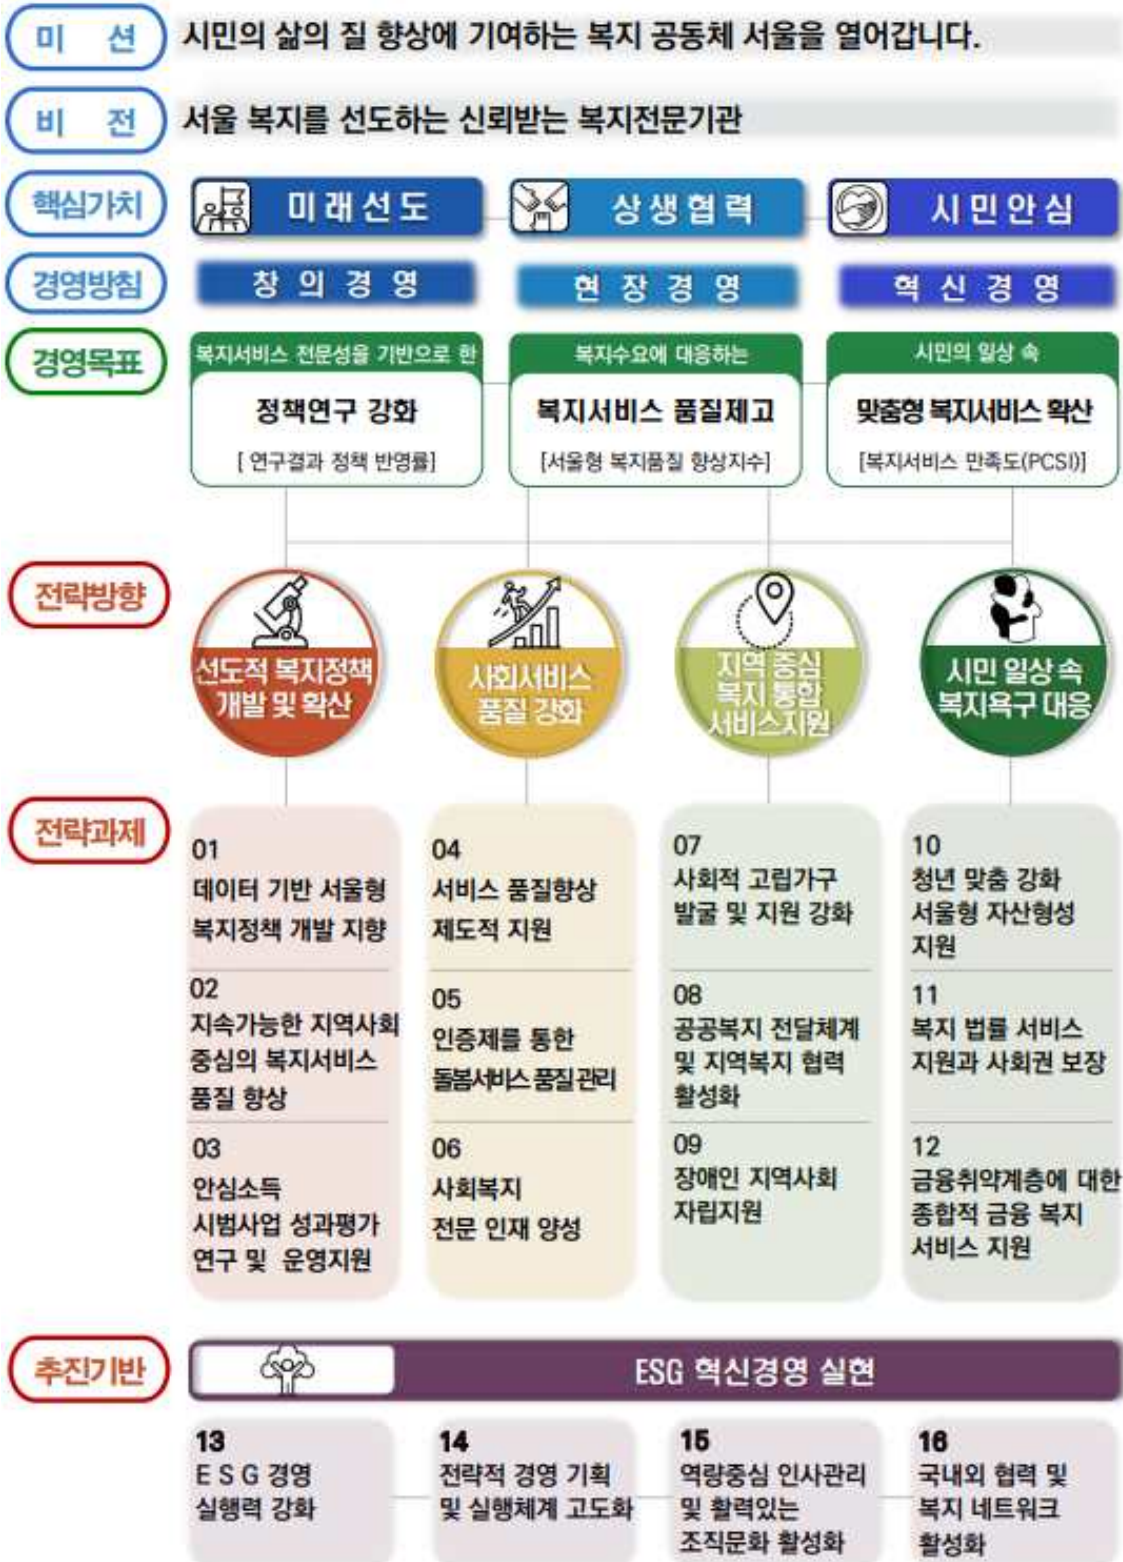 미 션
시민의 삶의 질 향상에 기여하는 복지 공동체 서울을 열어갑니다.
비 전
서울 복지를 선도하는 신뢰받는 복지전문기관
핵심가치
미래선도
상생협력
시민안심
경영방침
창의경영
현장경영
혁신경영
경영목표
복지서비스 전문성을 기반으로 한
정책연구 강화
[ 연구결과 정책 반영률]
복지수요에 대응하는
복지서비스 품질제고
[서울형 복지품질 향상지수]
시민의 일상 속
맞춤형 복지서비스 확산
[복지서비스 만족도(PCSI)]
전략방향
선도적 복지정책
개발 및 확산
사회서비스
품질 강화
지역 중심
복지 통합
서비스지원
시민 일상 속
복지욕구 대응
전략과제
01
데이터 기반 서울형
복지정책 개발 지향
02
지속가능한 지역사회
중심의 복지서비스
품질 향상
03
안심소득
시범사업 성과평가
연구 및 운영지원
04
서비스 품질향상
제도적 지원
05
인증제를 통한
돌봄서비스 품질 관리
06
사회복지
전문 인재 양성
07
사회적 고립가구
발굴 및 지원 강화
08
공공복지 전달체계
및 지역복지 협력
활성화
09
장애인 지역사회
자립지원
10
청년 맞춤 강화
서울형 자산형성
지원
11
복지 법률 서비스
지원과 사회권 보장
12
금융취약계층에 대한
종합적 금융 복지
서비스 지원
추진기반
ESG 혁신경영 실현
13
E S G 경영
실행력 강화
14
전략적 경영 기획
및 실행체계 고도화
15
역량중심 인사관리
및 활력있는
조직문화 활성화
16
국내외 협력 및
복지 네트워크
활성화